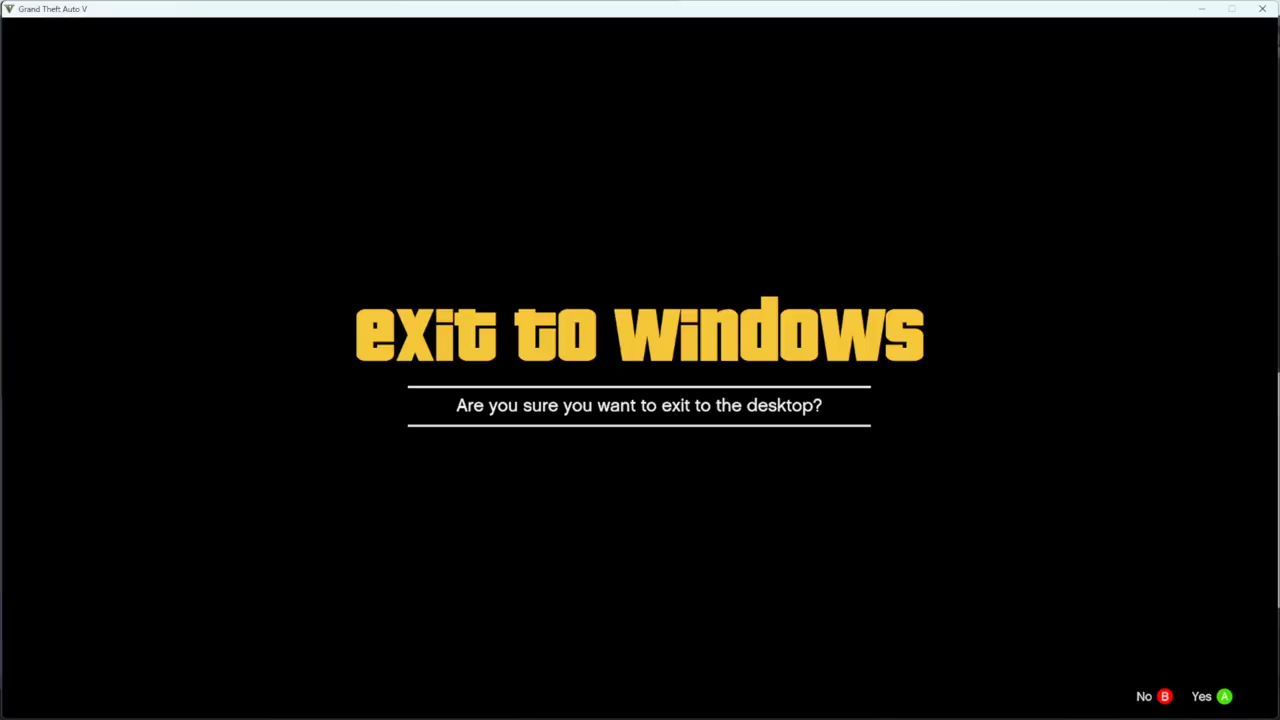 Grand Theft Auto V
exit to windows
Are you sure you want to exit to the desktop?
No B Yes A